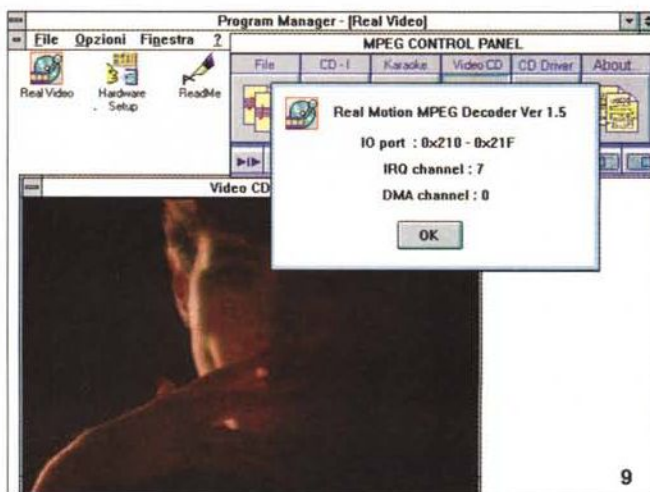 Program Manager - [Real Video]
File Opzioni Finestra ?
Real Video
Hardware Setup
ReadMe
MPEG CONTROL PANEL
File CD-I Karaoke Video CD CD Driver About...
Real Motion MPEG Decoder Ver 1.5
IO port : 0x210 - 0x21F
IRQ channel : 7
DMA channel : 0
OK
Video CD
9